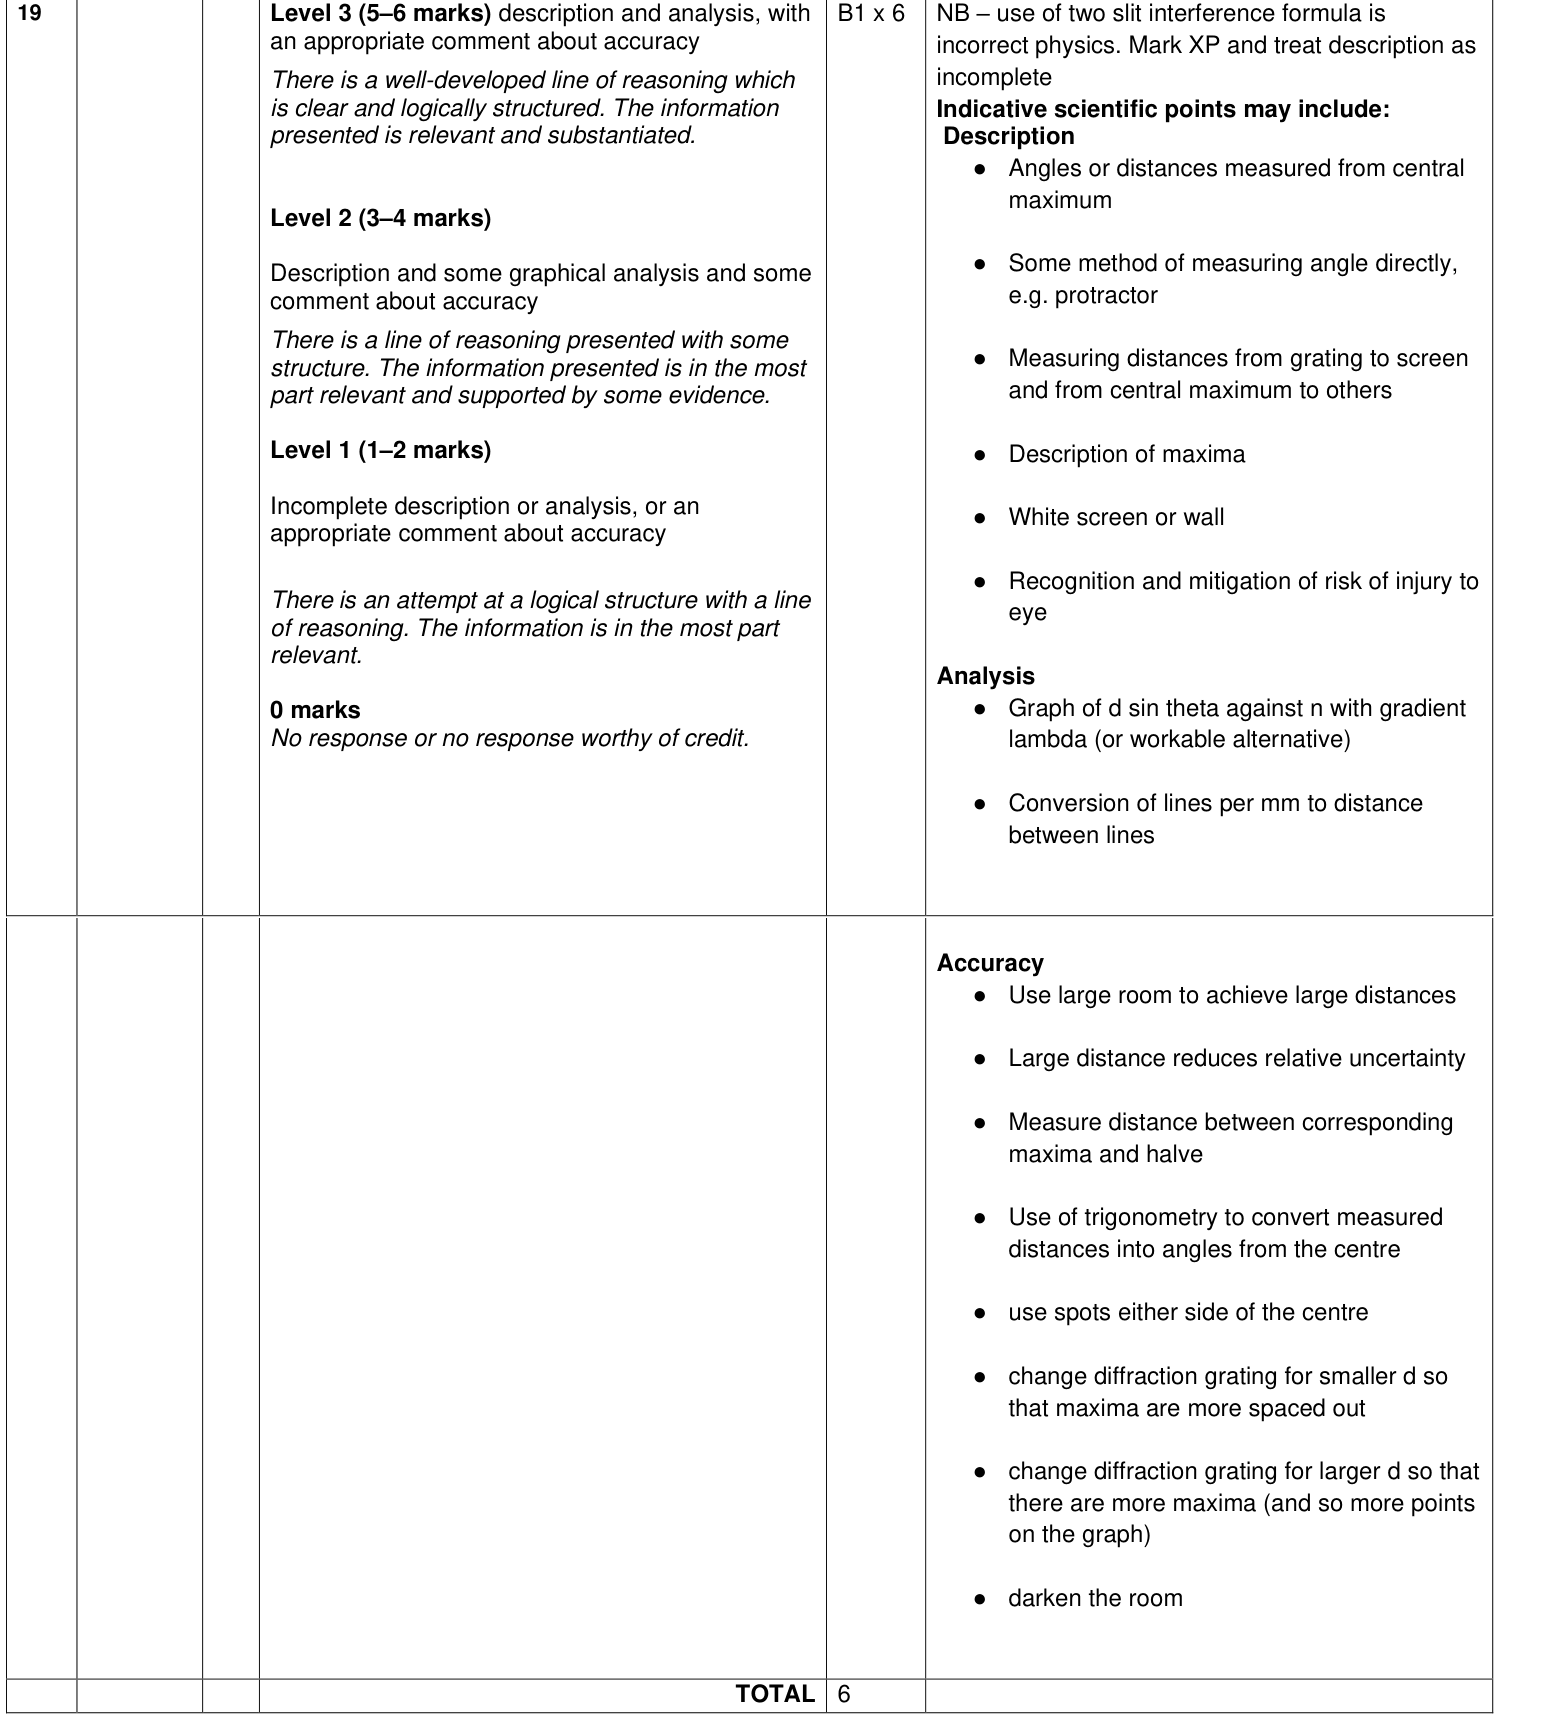 19
Level 3 (5–6 marks) description and analysis, with
an appropriate comment about accuracy
There is a well-developed line of reasoning which
is clear and logically structured. The information
presented is relevant and substantiated.
Level 2 (3–4 marks)
Description and some graphical analysis and some
comment about accuracy
There is a line of reasoning presented with some
structure. The information presented is in the most
part relevant and supported by some evidence.
Level 1 (1–2 marks)
Incomplete description or analysis, or an
appropriate comment about accuracy
There is an attempt at a logical structure with a line
of reasoning. The information is in the most part
relevant.
0 marks
No response or no response worthy of credit.
B1 x 6
NB – use of two slit interference formula is
incorrect physics. Mark XP and treat description as
incomplete
Indicative scientific points may include:
Description
● Angles or distances measured from central
maximum
● Some method of measuring angle directly,
e.g. protractor
● Measuring distances from grating to screen
and from central maximum to others
● Description of maxima
● White screen or wall
● Recognition and mitigation of risk of injury to
eye
Analysis
● Graph of d sin theta against n with gradient
lambda (or workable alternative)
● Conversion of lines per mm to distance
between lines
Accuracy
● Use large room to achieve large distances
● Large distance reduces relative uncertainty
● Measure distance between corresponding
maxima and halve
● Use of trigonometry to convert measured
distances into angles from the centre
● use spots either side of the centre
● change diffraction grating for smaller d so
that maxima are more spaced out
● change diffraction grating for larger d so that
there are more maxima (and so more points
on the graph)
● darken the room
TOTAL 6